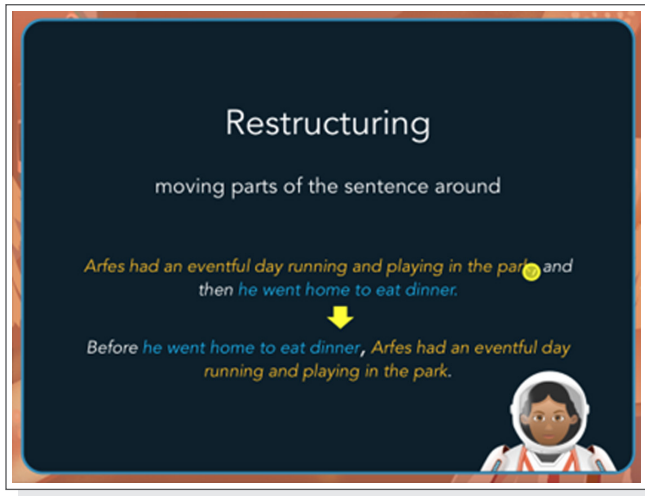 Restructuring
moving parts of the sentence around
Arfes had an eventful day running and playing in the park, and
then he went home to eat dinner.
Before he went home to eat dinner, Arfes had an eventful day
running and playing in the park.